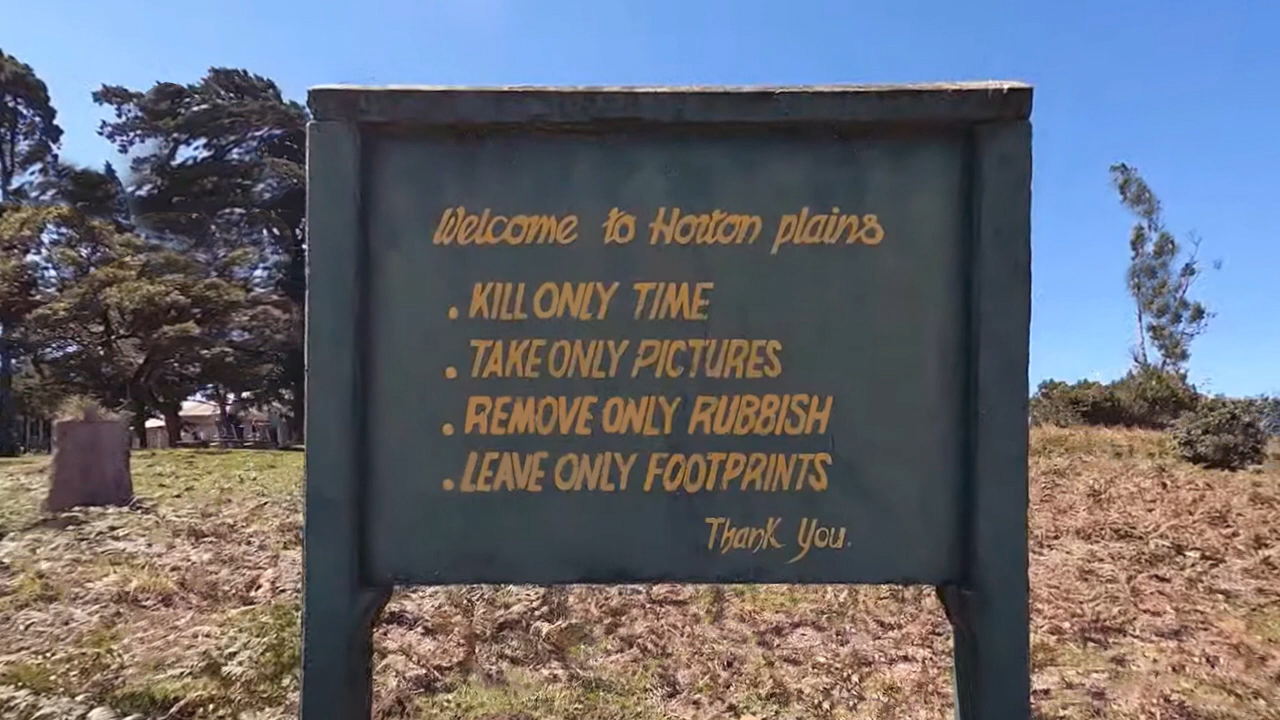 Welcome to Horton plains
. KILL ONLY TIME
. TAKE ONLY PICTURES
. REMOVE ONLY RUBBISH
. LEAVE ONLY FOOTPRINTS
Thank You.